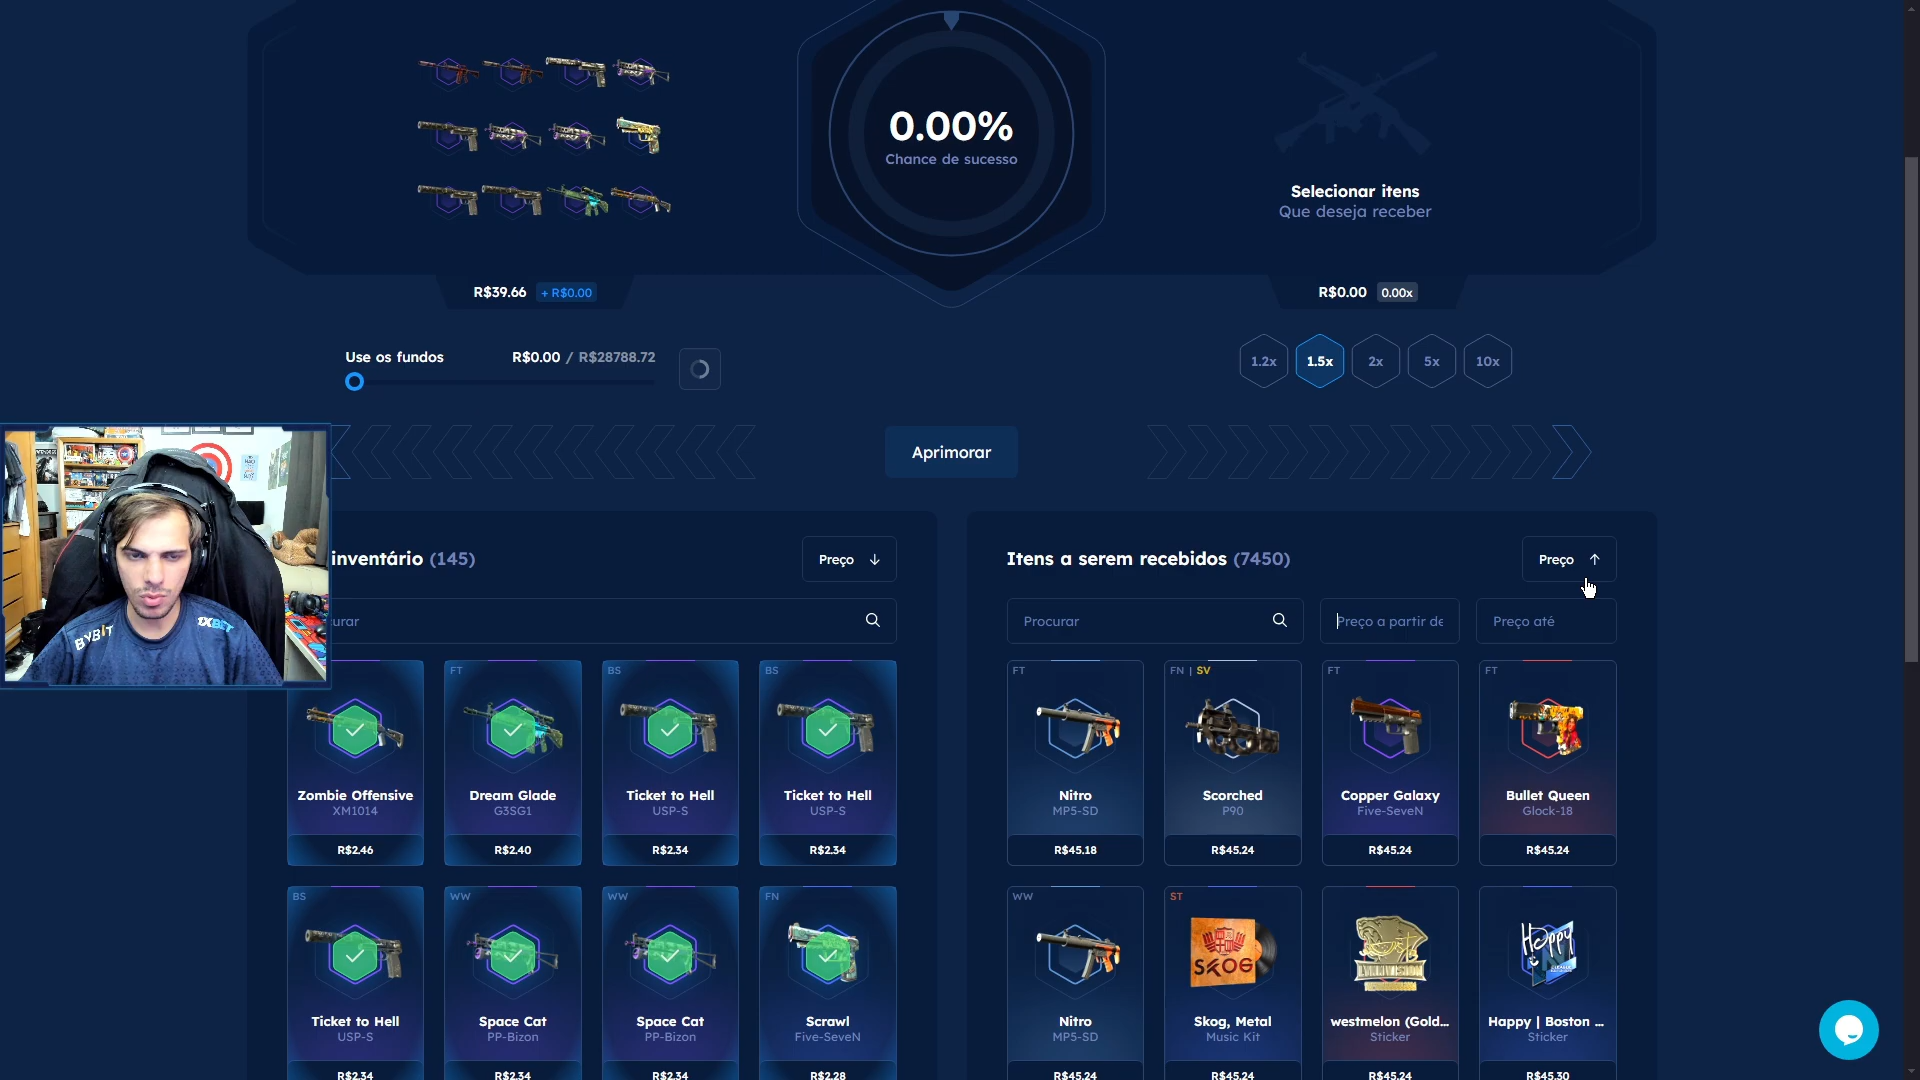 0.00%
Chance de sucesso
Selecionar itens
Que deseja receber
R$39.66 + R$0.00
R$0.00 0.00x
Use os fundos R$0.00 / R$28788.72
1.2x 1.5x 2x 5x 10x
Aprimorar
inventário (145) Preço ↓
Itens a serem recebidos (7450) Preço ↑
urar
Procurar Preço a partir de Preço até
FT BS BS
Zombie Offensive Dream Glade Ticket to Hell Ticket to Hell
XM1014 G3SG1 USP-S USP-S
R$2.46 R$2.40 R$2.34 R$2.34
FT FN | SV FT FT
Nitro Scorched Copper Galaxy Bullet Queen
MP5-SD P90 Five-SeveN Glock-18
R$45.18 R$45.24 R$45.24 R$45.24
BS WW WW FN
Ticket to Hell Space Cat Space Cat Scrawl
USP-S PP-Bizon PP-Bizon Five-SeveN
R$2.34 R$2.34 R$2.34 R$2.28
WW ST
SKOG
Happy
Nitro Skog, Metal westmelon (Gold... Happy | Boston ...
MP5-SD Music Kit Sticker Sticker
R$45.24 R$45.24 R$45.24 R$45.30
BYBIT 1XBET